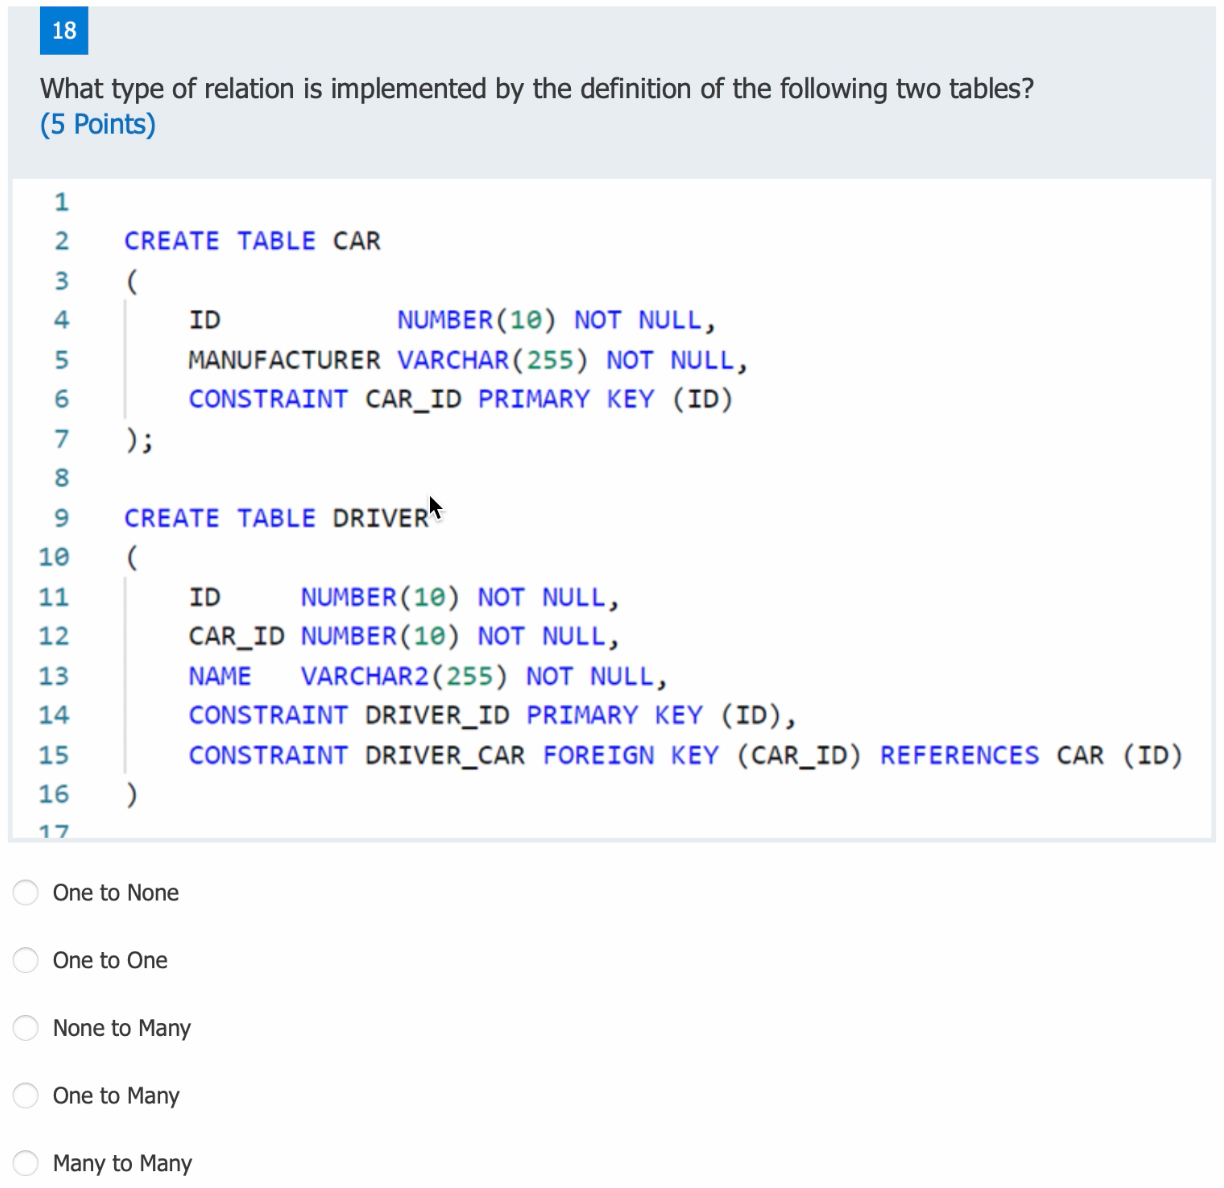 18
What type of relation is implemented by the definition of the following two tables?
(5 Points)
1
2 CREATE TABLE CAR
3 (
4 ID NUMBER(10) NOT NULL,
5 MANUFACTURER VARCHAR(255) NOT NULL,
6 CONSTRAINT CAR_ID PRIMARY KEY (ID)
7 );
8
9 CREATE TABLE DRIVER
10 (
11 ID NUMBER(10) NOT NULL,
12 CAR_ID NUMBER(10) NOT NULL,
13 NAME VARCHAR2(255) NOT NULL,
14 CONSTRAINT DRIVER_ID PRIMARY KEY (ID),
15 CONSTRAINT DRIVER_CAR FOREIGN KEY (CAR_ID) REFERENCES CAR (ID)
16 )
17
One to None
One to One
None to Many
One to Many
Many to Many